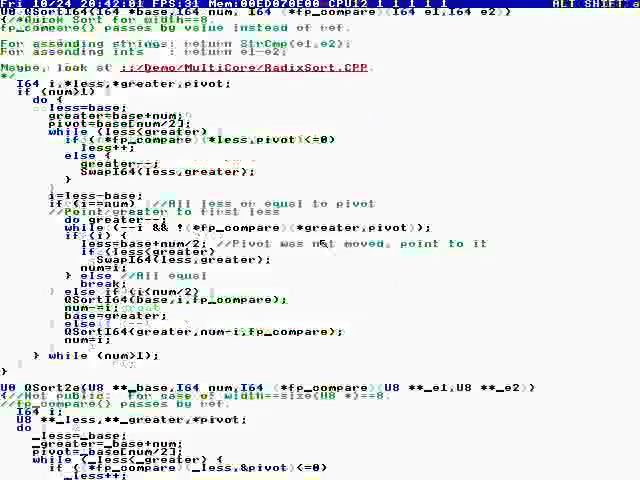 Fri 10/24 20:42:01 FPS:31 Mem:00ED070E00 CPU12 1 1 1 1 1 ALT SHIFT
U0 QSortI64(I64 *base,I64 num, I64 (*fp_compare)(I64 e1,I64 e2))
{/*Quick Sort for width==8.
fp_compare() passes by value instead of ref.
For assending strings: return StrCmp(e1,e2);
For assending ints   : return e1-e2;
Maybe, look at ::/Demo/MultiCore/RadixSort.CPP.
*/
I64 i,*less,*greater,pivot;
if (num>1)
do {
less=base;
greater=base+num;
pivot=base[num/2];
while (less<greater)
if ((*fp_compare)(*less,pivot)<=0)
less++;
else {
greater--;
SwapI64(less,greater);
}
}
i=less-base;
if (i==num) //All less or equal to pivot
//Point greater to first less
do greater--;
while (--i && !(*fp_compare)(*greater,pivot));
if (i) {
less=base+num/2; //Pivot was not moved, point to it
if (less<greater)
SwapI64(less,greater);
num=i;
} else //All equal
break;
} else if (i<num/2)
QSortI64(base,i,fp_compare);
num-=i;
base=greater;
else
QSortI64(greater,num-i,fp_compare);
num=i;
} while (num>1);
}
U0 QSort2a(U8 **_base,I64 num,I64 (*fp_compare)(U8 **_e1,U8 **_e2))
{//Not public: for case of width==size(U8 *)==8.
//fp_compare() passes by ref.
I64 i;
U8 **_less,**_greater,*pivot;
do
_less=_base;
_greater=_base+num;
pivot=_base[num/2];
while (_less<_greater) {
if ((*fp_compare)(_less,&pivot)<=0)
_less++;